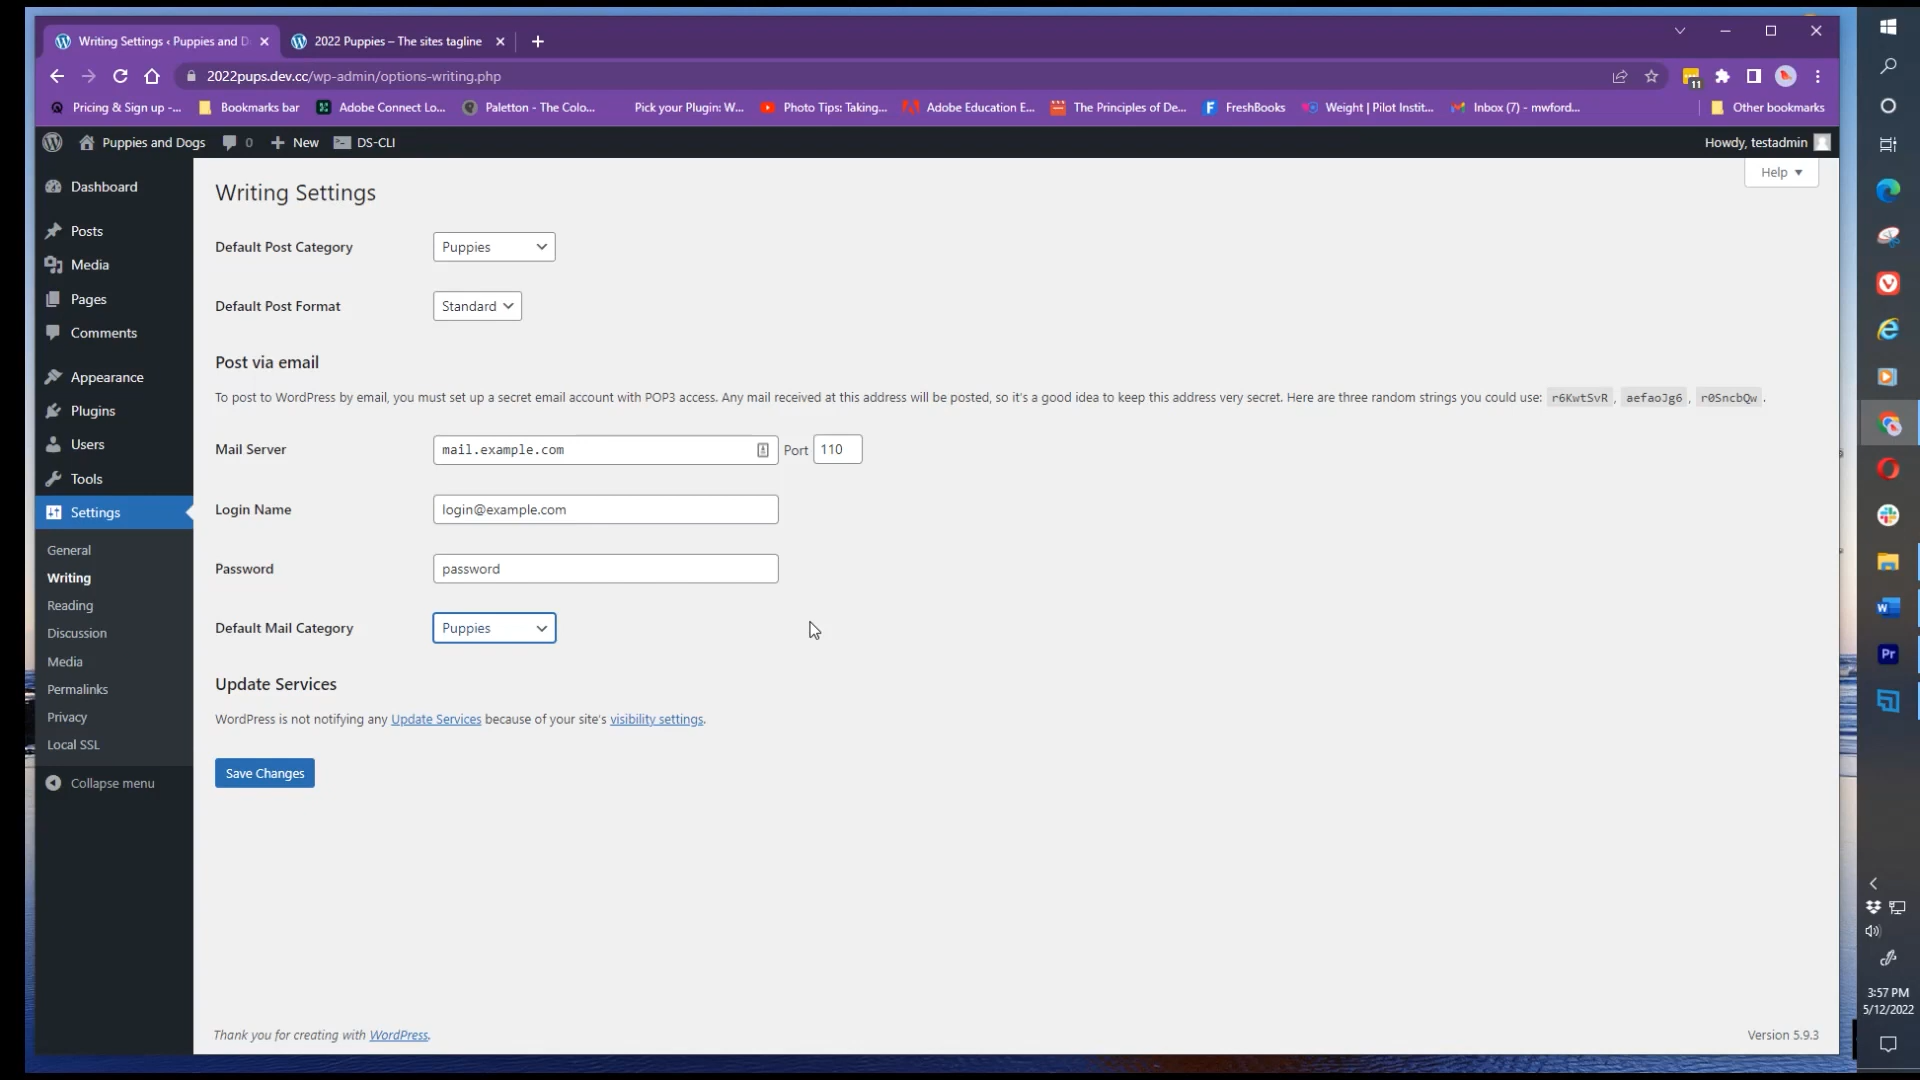 Writing Settings ‹ Puppies and D
2022 Puppies – The sites tagline
2022pups.dev.cc/wp-admin/options-writing.php
11
Pricing & Sign up -... Bookmarks bar Adobe Connect Lo... Paletton - The Colo... Pick your Plugin: W... Photo Tips: Taking... Adobe Education E... The Principles of De... FreshBooks Weight | Pilot Instit... Inbox (7) - mwford... Other bookmarks
Puppies and Dogs 0 New DS-CLI Howdy, testadmin
Help
Dashboard
Posts
Media
Pages
Comments
Appearance
Plugins
Users
Tools
Settings
General
Writing
Reading
Discussion
Media
Permalinks
Privacy
Local SSL
Collapse menu
Writing Settings
Default Post Category Puppies
Default Post Format Standard
Post via email
To post to WordPress by email, you must set up a secret email account with POP3 access. Any mail received at this address will be posted, so it's a good idea to keep this address very secret. Here are three random strings you could use: r6KwtSvR , aefaoJg6 , r0SncbQw .
Mail Server mail.example.com Port 110
Login Name login@example.com
Password password
Default Mail Category Puppies
Update Services
WordPress is not notifying any Update Services because of your site's visibility settings.
Save Changes
Thank you for creating with WordPress.
Version 5.9.3
Pr
3:57 PM
5/12/2022